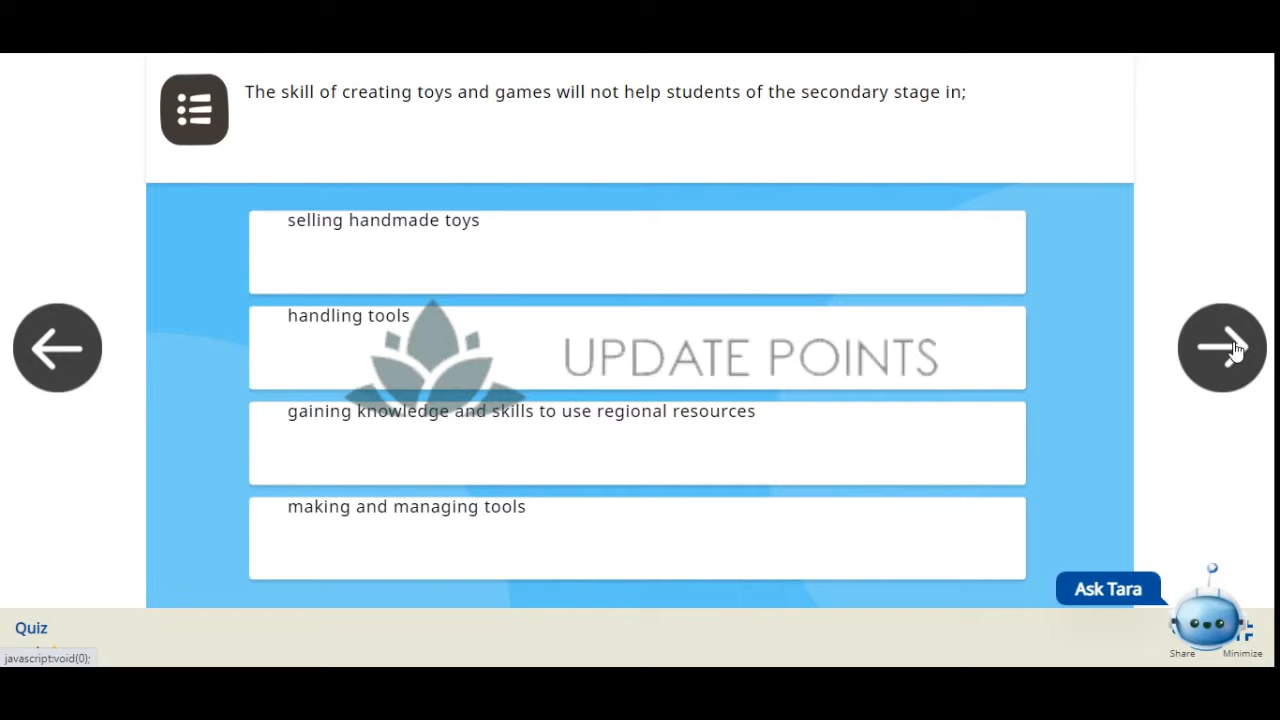 The skill of creating toys and games will not help students of the secondary stage in;
selling handmade toys
handling tools
UPDATE POINTS
gaining knowledge and skills to use regional resources
making and managing tools
Ask Tara
Quiz
javascript:void(0);
Share
Minimize